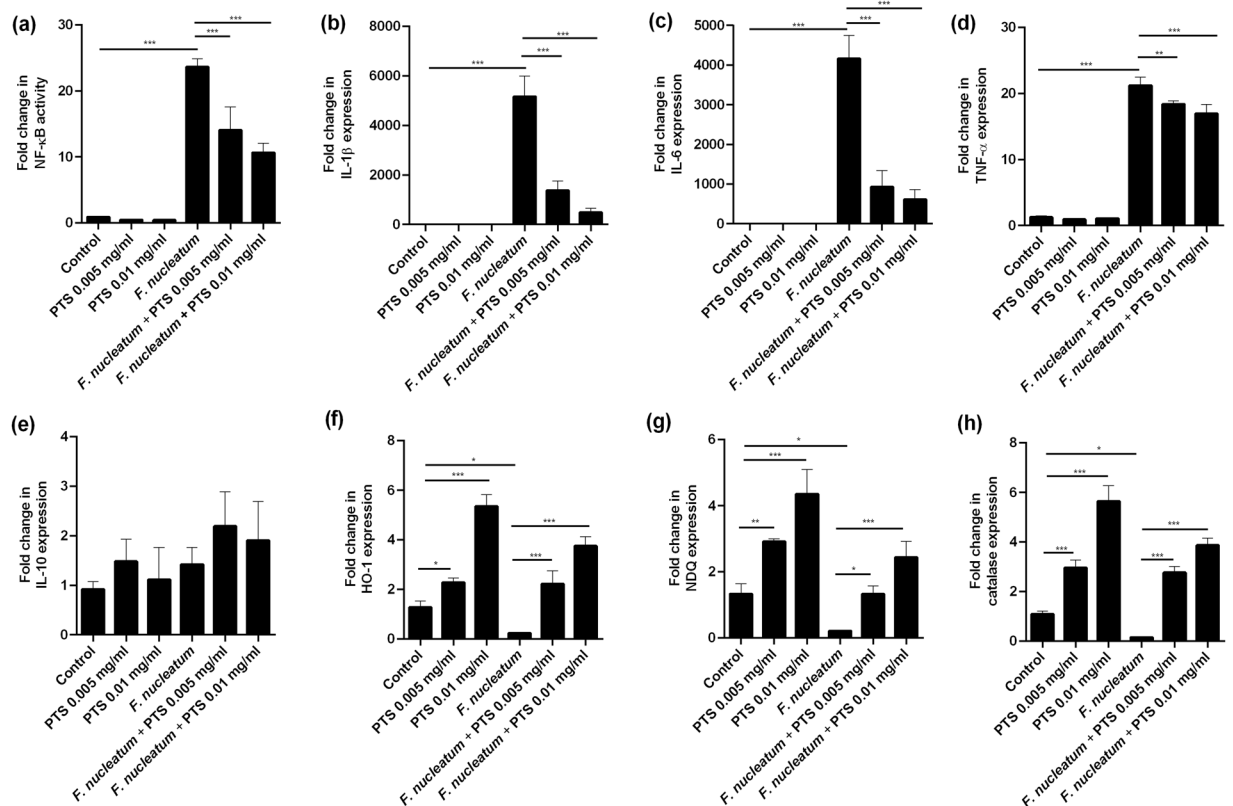 (a)
Fold change in
NF-κB activity
40
30
20
10
0
***
***
***
Control
PTS 0.005 mg/ml
PTS 0.01 mg/ml
F. nucleatum
F. nucleatum + PTS 0.005 mg/ml
F. nucleatum + PTS 0.01 mg/ml
(b)
Fold change in
IL-1β expression
8000
6000
4000
2000
0
***
***
***
Control
PTS 0.005 mg/ml
PTS 0.01 mg/ml
F. nucleatum
F. nucleatum + PTS 0.005 mg/ml
F. nucleatum + PTS 0.01 mg/ml
(c)
Fold change in
IL-6 expression
5000
4000
3000
2000
1000
0
***
***
***
Control
PTS 0.005 mg/ml
PTS 0.01 mg/ml
F. nucleatum
F. nucleatum + PTS 0.005 mg/ml
F. nucleatum + PTS 0.01 mg/ml
(d)
Fold change in
TNF-α expression
30
20
10
0
***
**
***
Control
PTS 0.005 mg/ml
PTS 0.01 mg/ml
F. nucleatum
F. nucleatum + PTS 0.005 mg/ml
F. nucleatum + PTS 0.01 mg/ml
(e)
Fold change in
IL-10 expression
4
3
2
1
0
Control
PTS 0.005 mg/ml
PTS 0.01 mg/ml
F. nucleatum
F. nucleatum + PTS 0.005 mg/ml
F. nucleatum + PTS 0.01 mg/ml
(f)
Fold change in
HO-1 expression
8
6
4
2
0
*
***
*
***
***
Control
PTS 0.005 mg/ml
PTS 0.01 mg/ml
F. nucleatum
F. nucleatum + PTS 0.005 mg/ml
F. nucleatum + PTS 0.01 mg/ml
(g)
Fold change in
NDQ expression
6
4
2
0
*
***
**
***
*
Control
PTS 0.005 mg/ml
PTS 0.01 mg/ml
F. nucleatum
F. nucleatum + PTS 0.005 mg/ml
F. nucleatum + PTS 0.01 mg/ml
(h)
Fold change in
catalase expression
8
6
4
2
0
*
***
***
***
***
Control
PTS 0.005 mg/ml
PTS 0.01 mg/ml
F. nucleatum
F. nucleatum + PTS 0.005 mg/ml
F. nucleatum + PTS 0.01 mg/ml